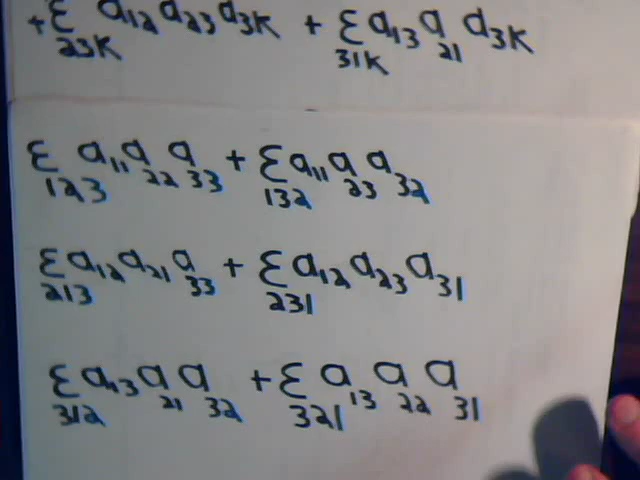 +ε₂₃ₖ a₁₂ a₂₃ a₃ₖ + ε₃₁ₖ a₁₃ a₂₁ a₃ₖ
ε₁₂₃ a₁₁ a₂₂ a₃₃ + ε₁₃₂ a₁₁ a₂₃ a₃₂
ε₂₁₃ a₁₂ a₂₁ a₃₃ + ε₂₃₁ a₁₂ a₂₃ a₃₁
ε₃₁₂ a₁₃ a₂₁ a₃₂ + ε₃₂₁ a₁₃ a₂₂ a₃₁